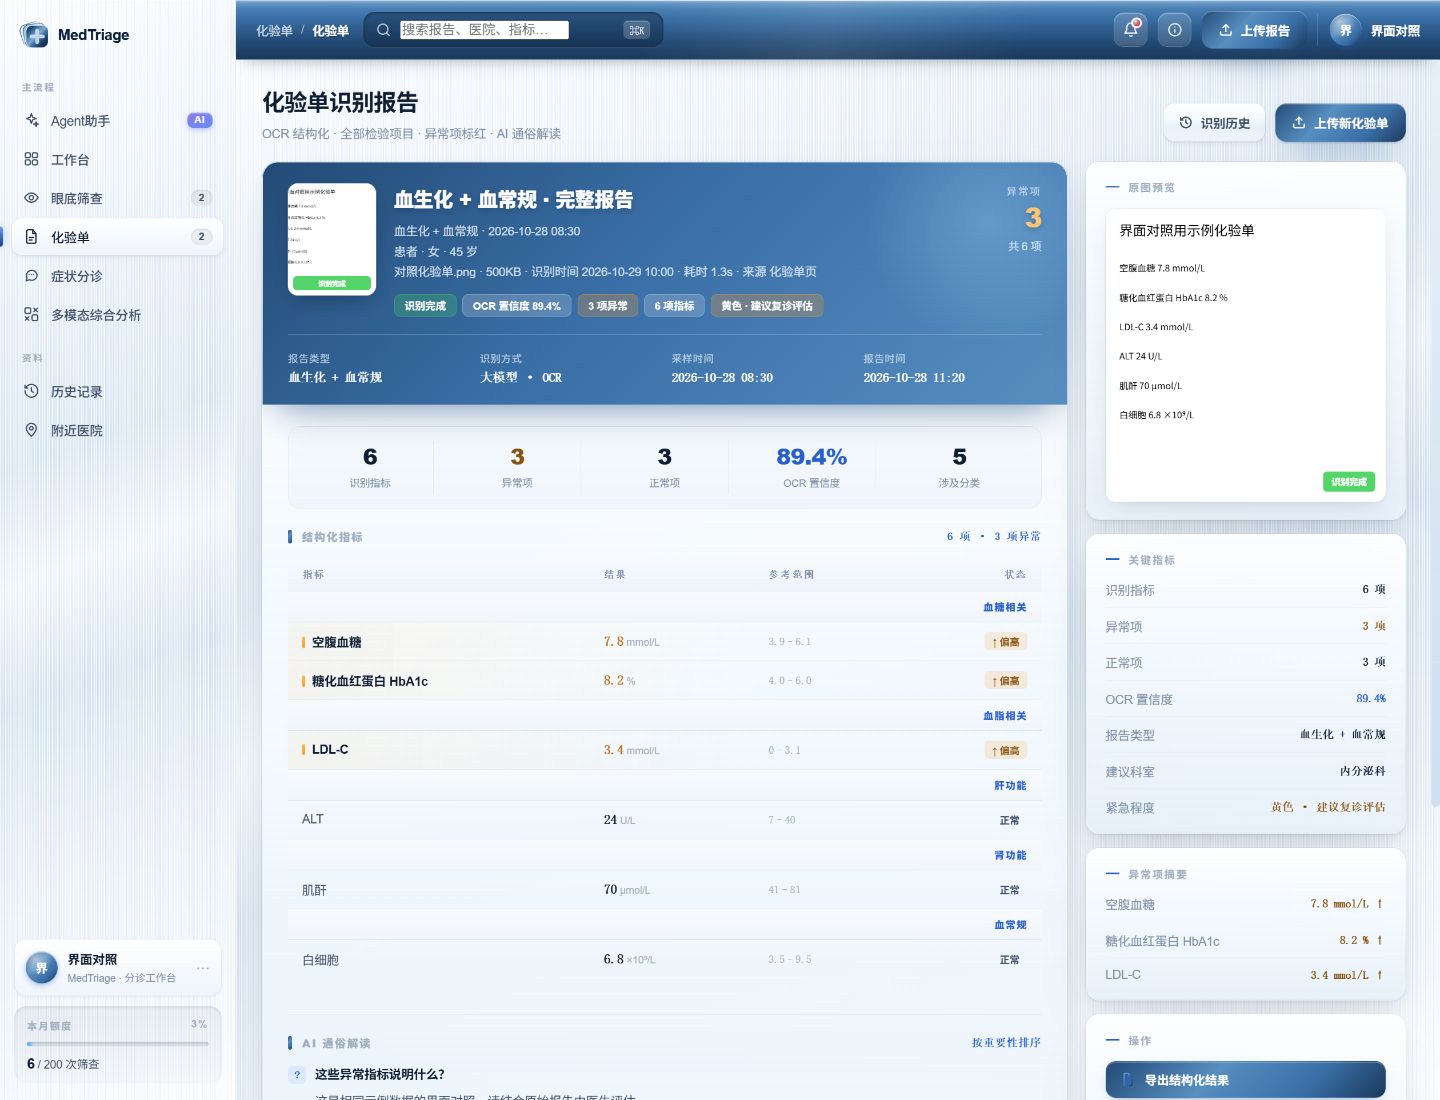 MedTriage
主流程
Agent助手 AI
工作台
眼底筛查 2
化验单 2
症状分诊
多模态综合分析
资料
历史记录
附近医院
界 界面对照 ...
MedTriage · 分诊工作台
本月额度 3%
6 / 200 次筛查
化验单 / 化验单
搜索报告、医院、指标… ⌘K
上传报告
界 界面对照
化验单识别报告
OCR 结构化 · 全部检验项目 · 异常项标红 · AI 通俗解读
识别历史
上传新化验单
血生化 + 血常规 · 完整报告
血生化 + 血常规 · 2026-10-28 08:30
患者 · 女 · 45 岁
对照化验单.png · 500KB · 识别时间 2026-10-29 10:00 · 耗时 1.3s · 来源 化验单页
识别完成 OCR 置信度 89.4% 3 项异常 6 项指标 黄色 · 建议复诊评估
识别完成
异常项
3
共 6 项
报告类型 识别方式 采样时间 报告时间
血生化 + 血常规 大模型 · OCR 2026-10-28 08:30 2026-10-28 11:20
6 3 3 89.4% 5
识别指标 异常项 正常项 OCR 置信度 涉及分类
结构化指标 6 项 · 3 项异常
指标 结果 参考范围 状态
血糖相关
空腹血糖 7.8 mmol/L 3.9 – 6.1 ↑ 偏高
糖化血红蛋白 HbA1c 8.2 % 4.0 – 6.0 ↑ 偏高
血脂相关
LDL-C 3.4 mmol/L 0 – 3.1 ↑ 偏高
肝功能
ALT 24 U/L 7 – 40 正常
肾功能
肌酐 70 μmol/L 41 – 81 正常
血常规
白细胞 6.8 ×10⁹/L 3.5 – 9.5 正常
AI 通俗解读 按重要性排序
? 这些异常指标说明什么？
原图预览
界面对照用示例化验单
空腹血糖 7.8 mmol/L
糖化血红蛋白 HbA1c 8.2 %
LDL-C 3.4 mmol/L
ALT 24 U/L
肌酐 70 μmol/L
白细胞 6.8 ×10⁹/L
识别完成
关键指标
识别指标 6 项
异常项 3 项
正常项 3 项
OCR 置信度 89.4%
报告类型 血生化 + 血常规
建议科室 内分泌科
紧急程度 黄色 · 建议复诊评估
异常项摘要
空腹血糖 7.8 mmol/L ↑
糖化血红蛋白 HbA1c 8.2 % ↑
LDL-C 3.4 mmol/L ↑
操作
导出结构化结果